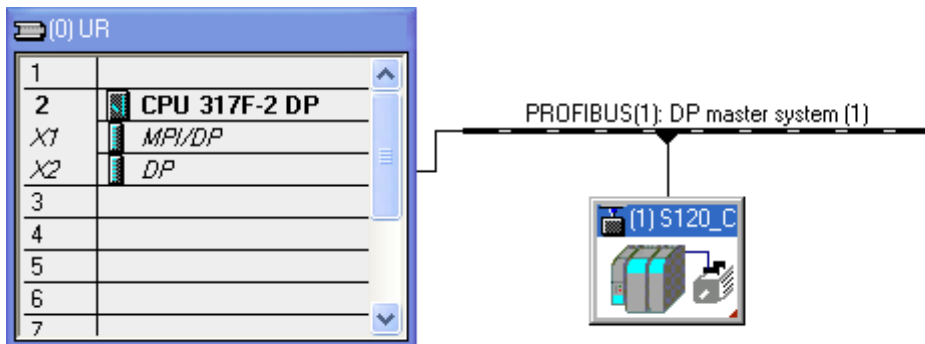 (0) UR
1
2 CPU 317F-2 DP
X1 MPI/DP
X2 DP
3
4
5
6
7
PROFIBUS(1): DP master system (1)
(1) S120_C